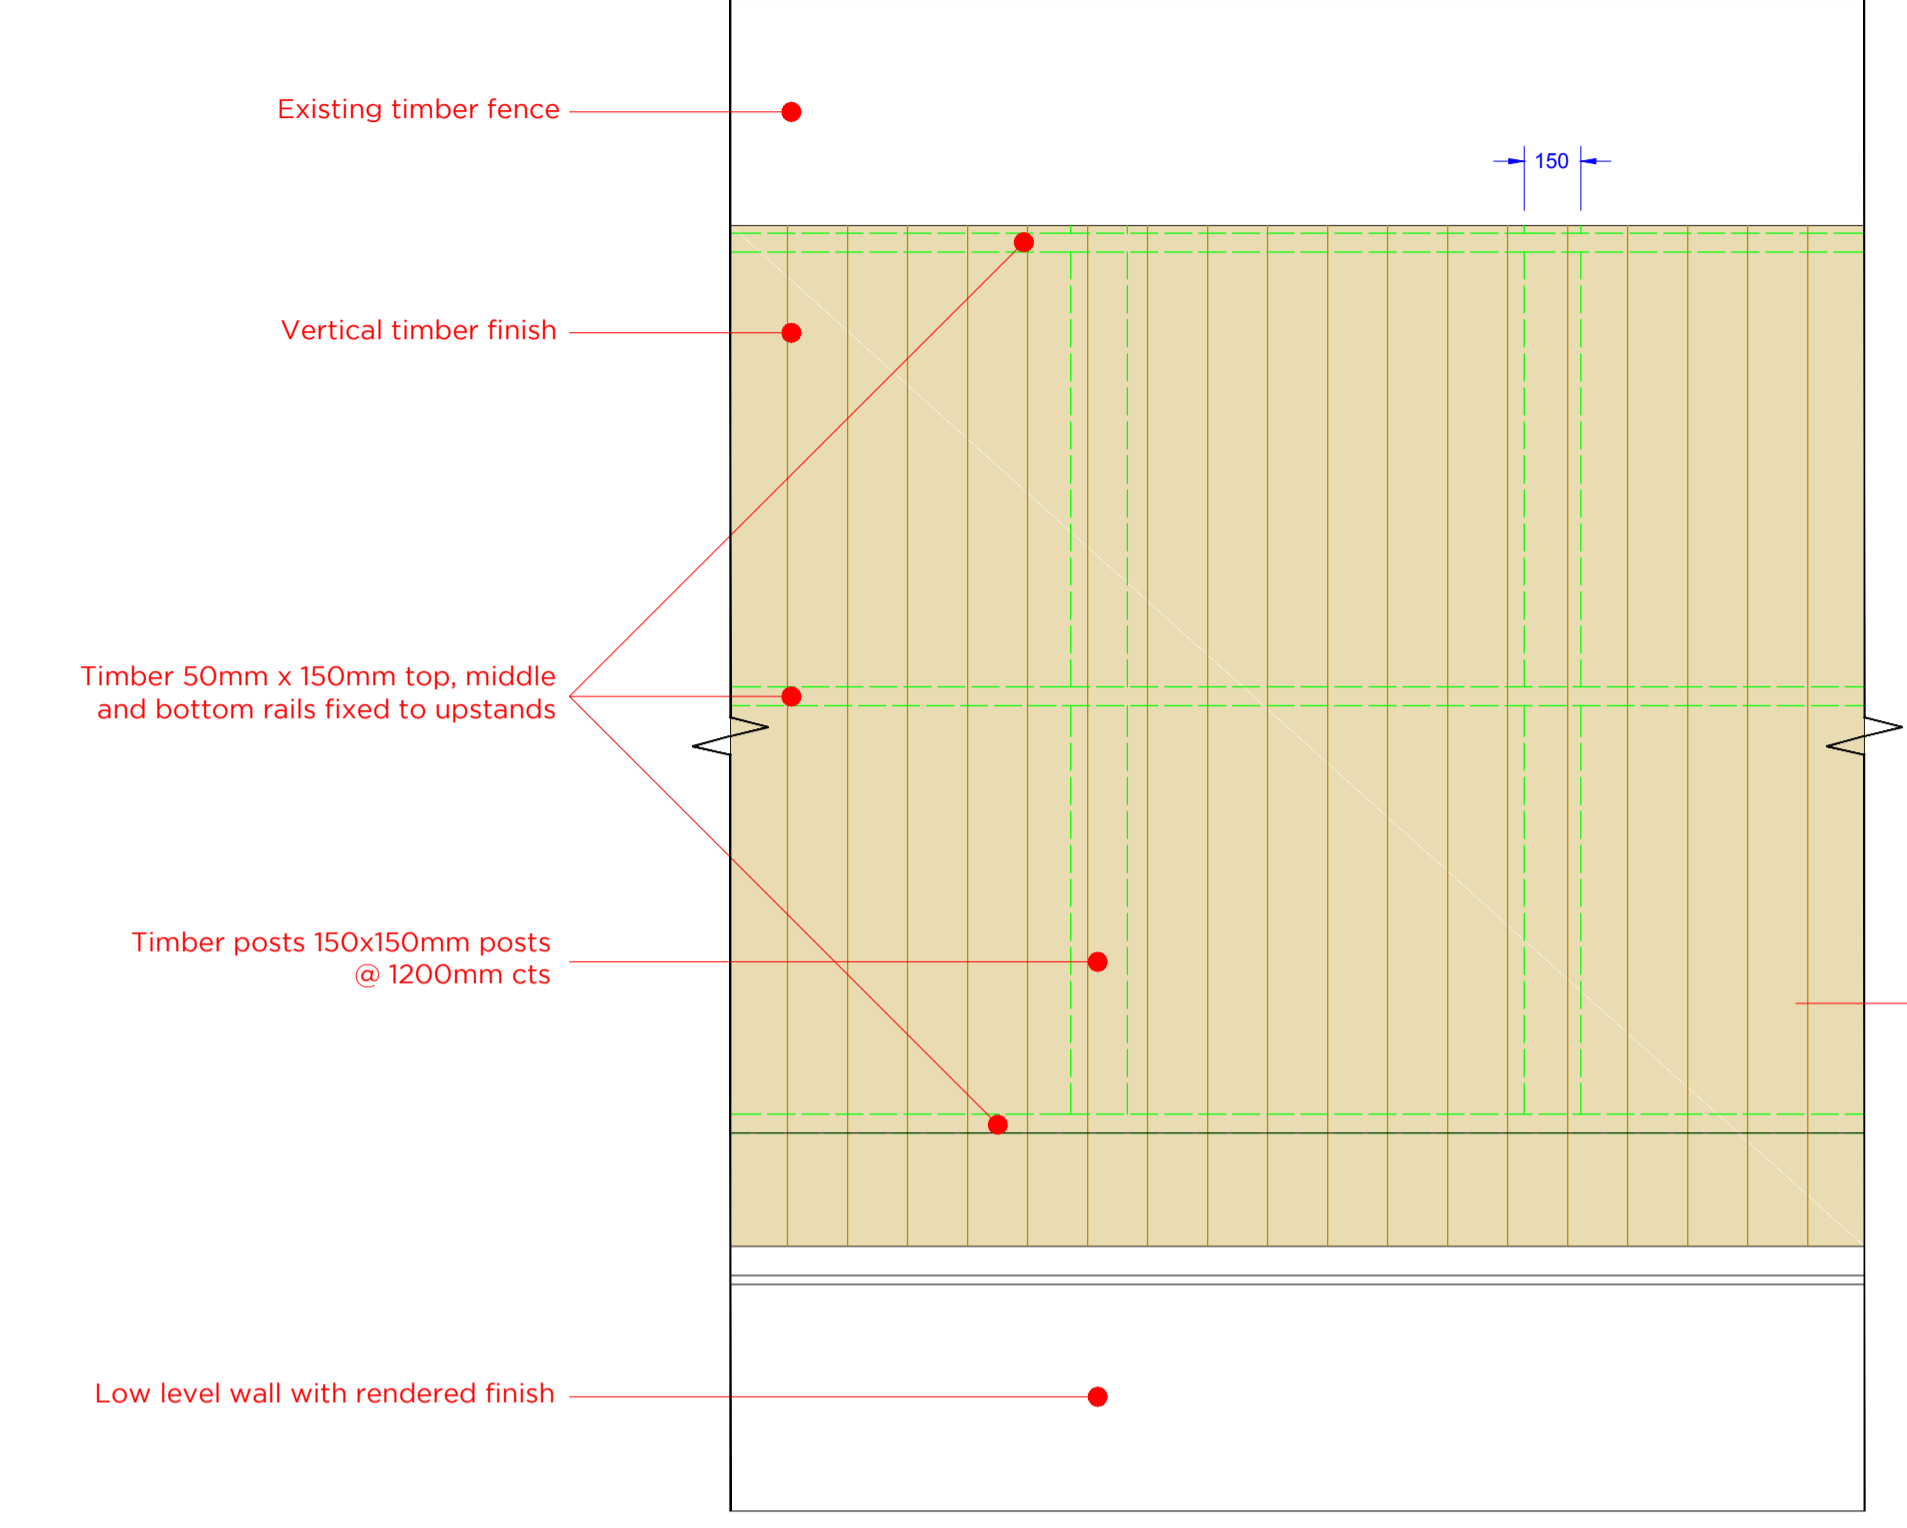 Existing timber fence
150
Vertical timber finish
Timber 50mm x 150mm top, middle
and bottom rails fixed to upstands
Timber posts 150x150mm posts
@ 1200mm cts
Low level wall with rendered finish